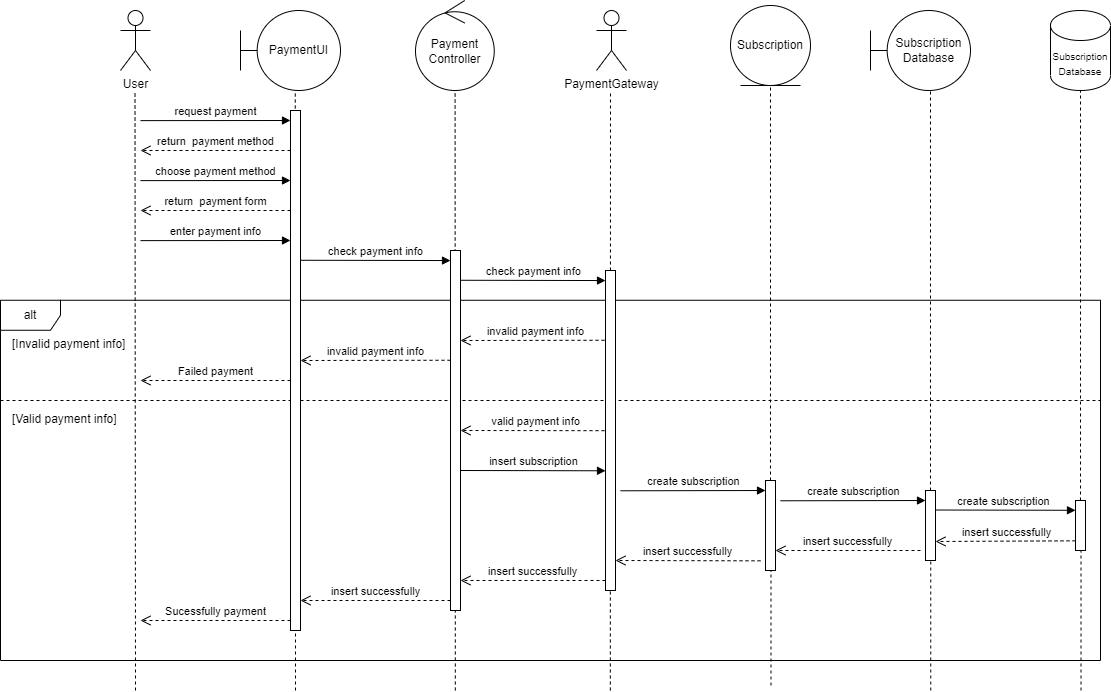 User
PaymentUI
Payment
Controller
PaymentGateway
Subscription
Subscription
Database
Subscription
Database
request payment
return  payment method
choose payment method
return  payment form
enter payment info
check payment info
check payment info
alt
[Invalid payment info]
invalid payment info
invalid payment info
Failed payment
[Valid payment info]
valid payment info
insert subscription
create subscription
create subscription
create subscription
insert successfully
insert successfully
insert successfully
insert successfully
insert successfully
Sucessfully payment